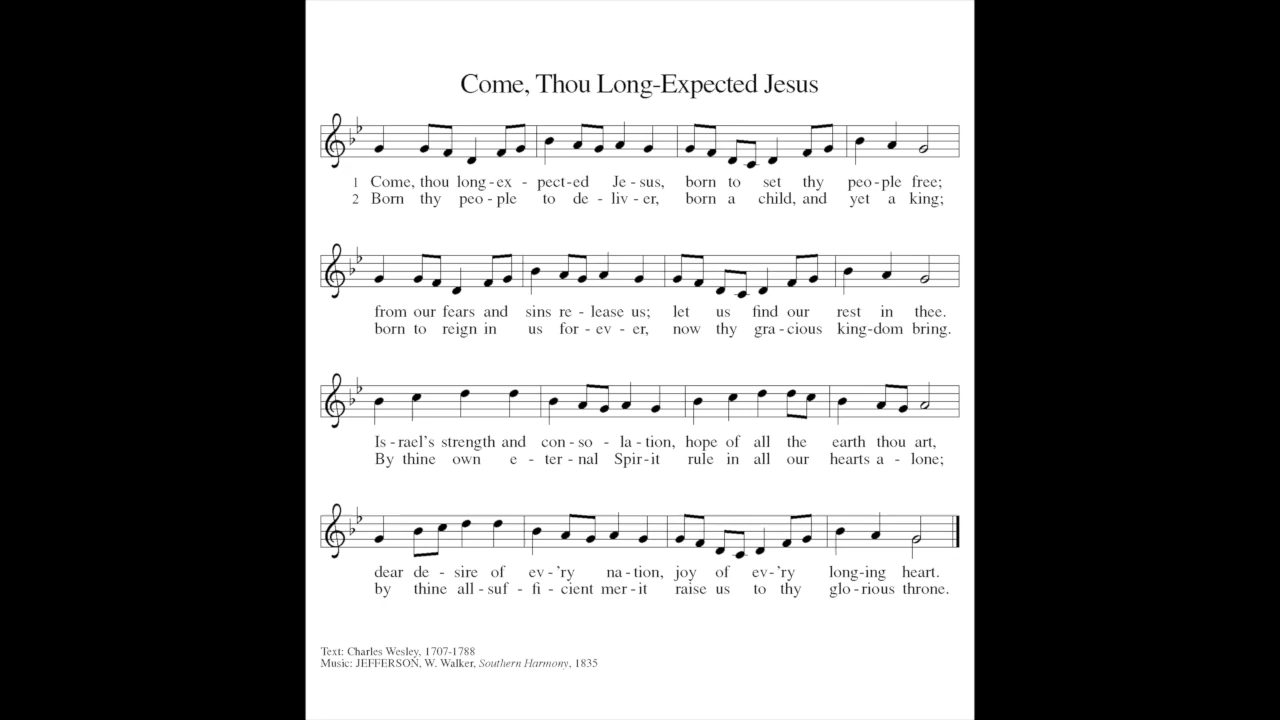 Come, Thou Long-Expected Jesus
1 Come, thou long - ex - pect-ed Je - sus, born to set thy peo - ple free;
2 Born thy peo - ple to de - liv - er, born a child, and yet a king;
from our fears and sins re - lease us; let us find our rest in thee.
born to reign in us for - ev - er, now thy gra - cious king-dom bring.
Is - rael's strength and con - so - la - tion, hope of all the earth thou art,
By thine own e - ter - nal Spir - it rule in all our hearts a - lone;
dear de - sire of ev - 'ry na - tion, joy of ev - 'ry long-ing heart.
by thine all - suf - fi - cient mer - it raise us to thy glo - rious throne.
Text: Charles Wesley, 1707-1788
Music: JEFFERSON, W. Walker, Southern Harmony, 1835